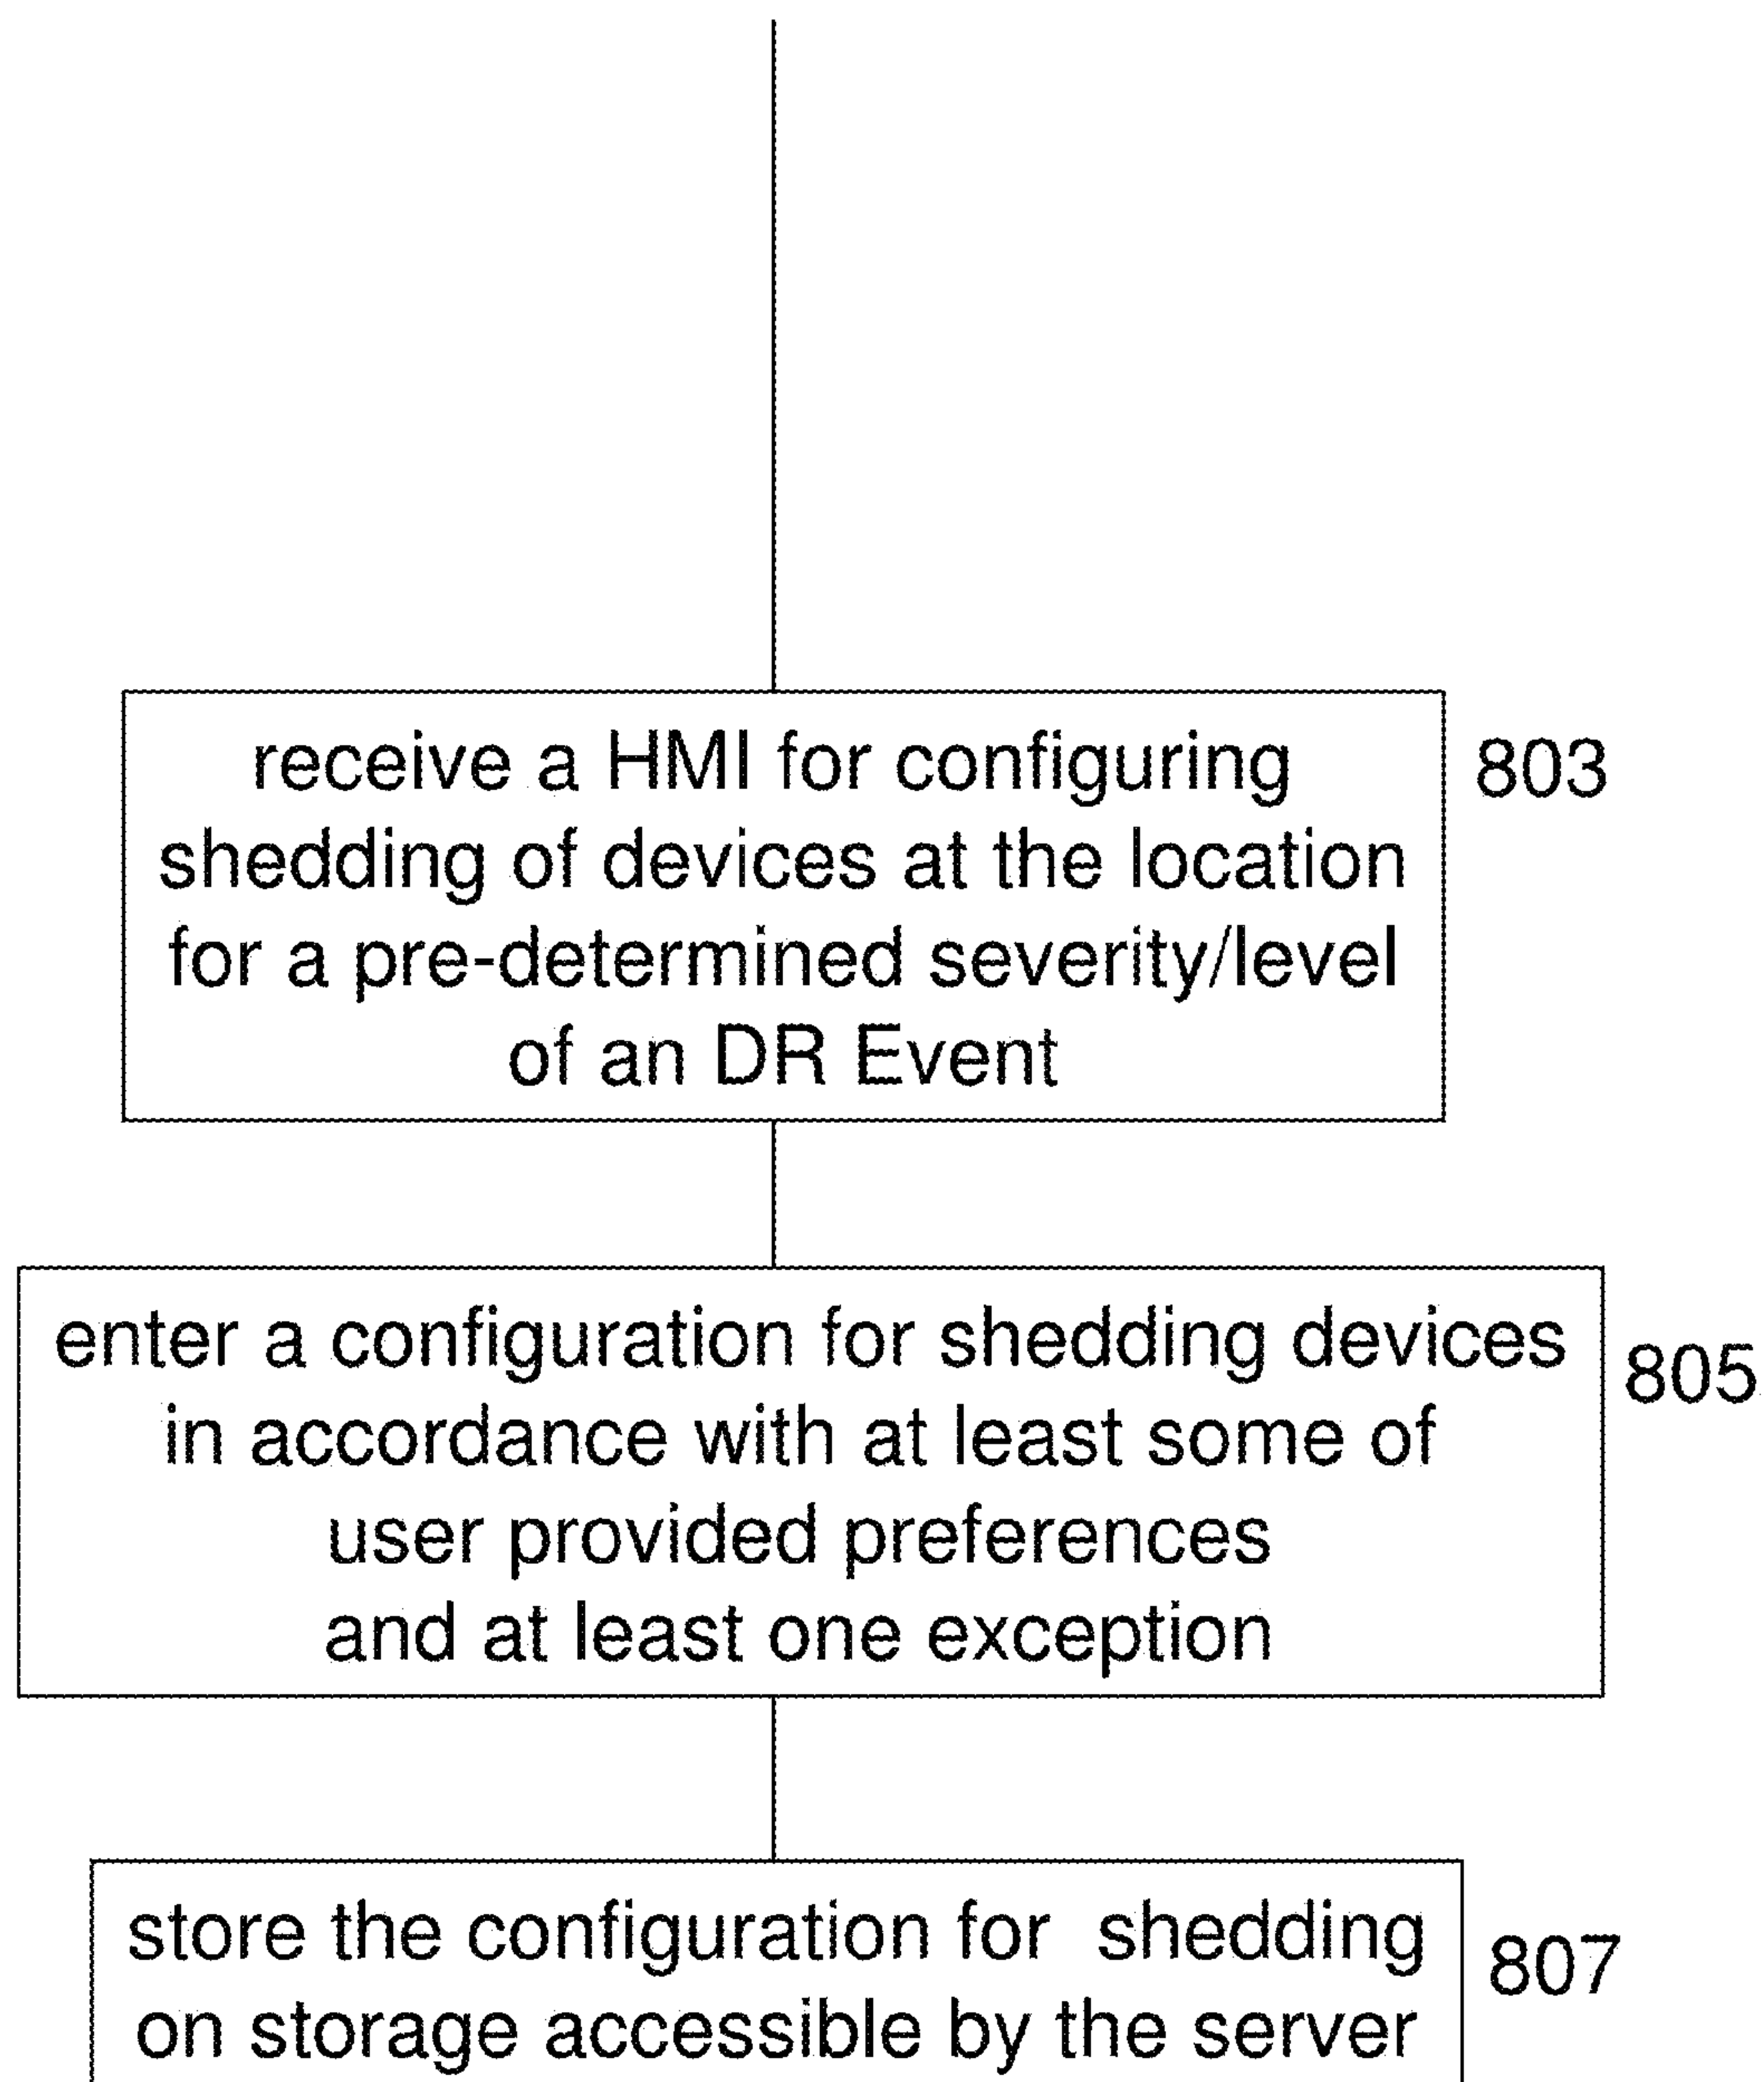 receive a HMI for configuring
shedding of devices at the location
for a pre-determined severity/level
of an DR Event
803
enter a configuration for shedding devices
in accordance with at least some of
user provided preferences
and at least one exception
805
store the configuration for shedding
on storage accessible by the server
807